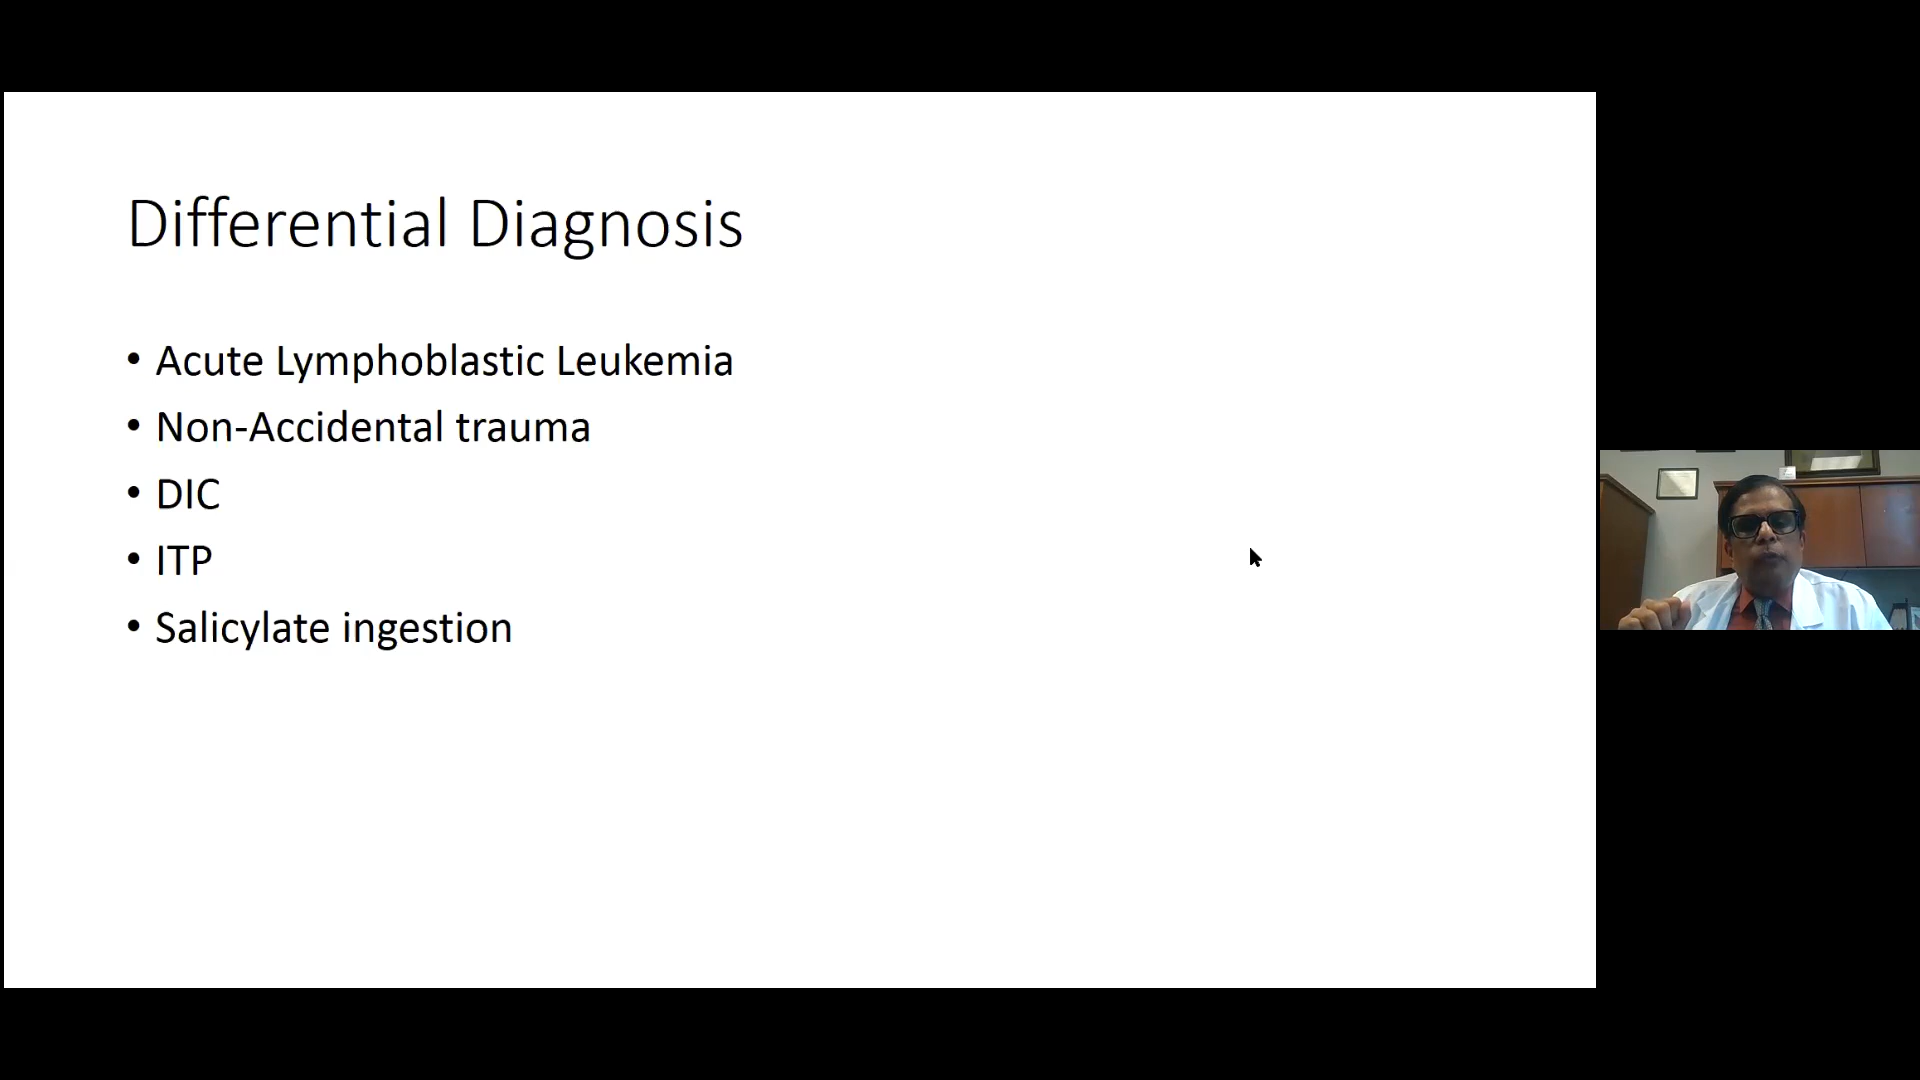 Differential Diagnosis
• Acute Lymphoblastic Leukemia
• Non-Accidental trauma
• DIC
• ITP
• Salicylate ingestion